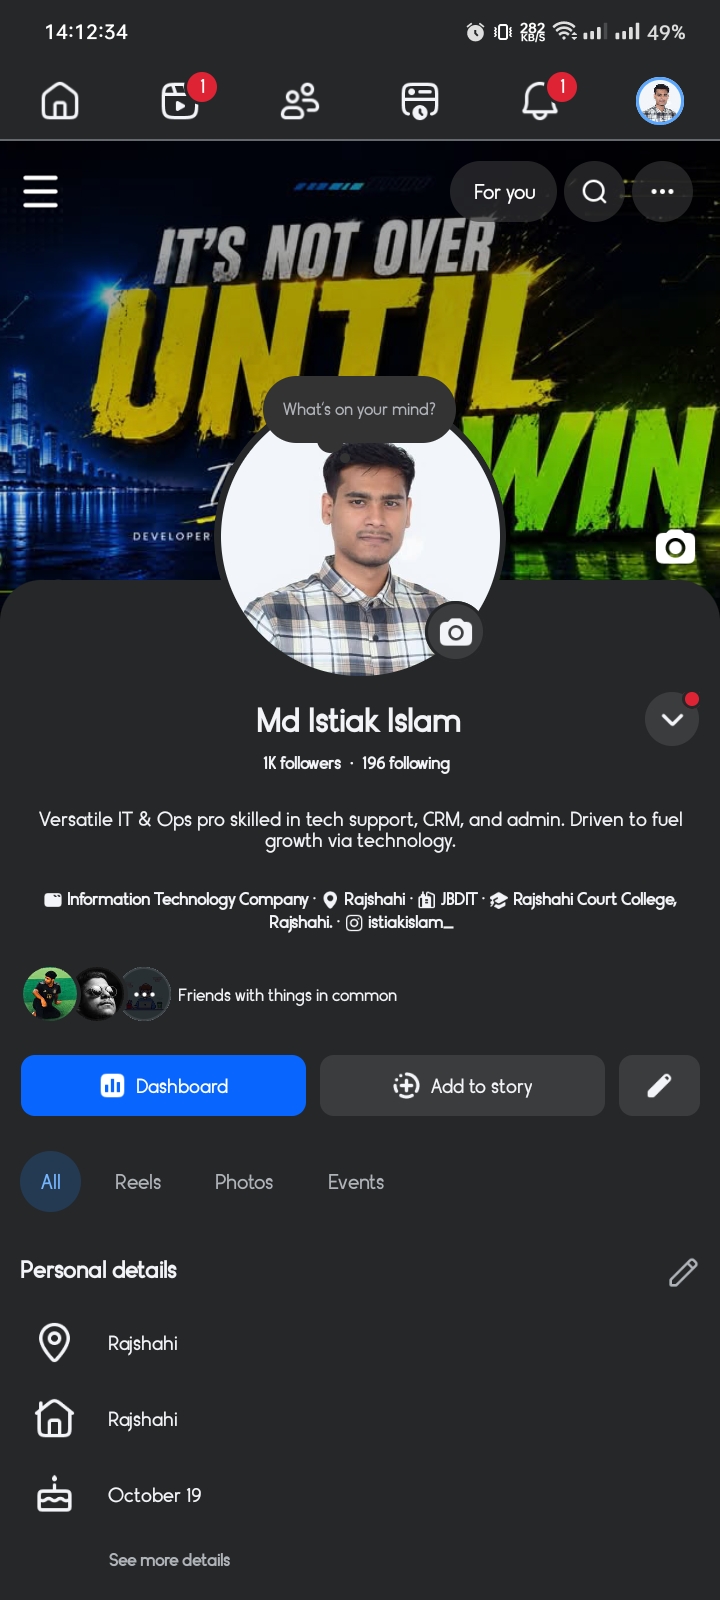 14:12:34
282 KB/S
49%
1
1
For you
IT'S NOT OVER
UNTIL
WIN
What's on your mind?
DEVELOPER
Md Istiak Islam
1K followers · 196 following
Versatile IT & Ops pro skilled in tech support, CRM, and admin. Driven to fuel
growth via technology.
Information Technology Company · Rajshahi · JBDIT · Rajshahi Court College,
Rajshahi. · istiakislam_
Friends with things in common
Dashboard
Add to story
All
Reels
Photos
Events
Personal details
Rajshahi
Rajshahi
October 19
See more details